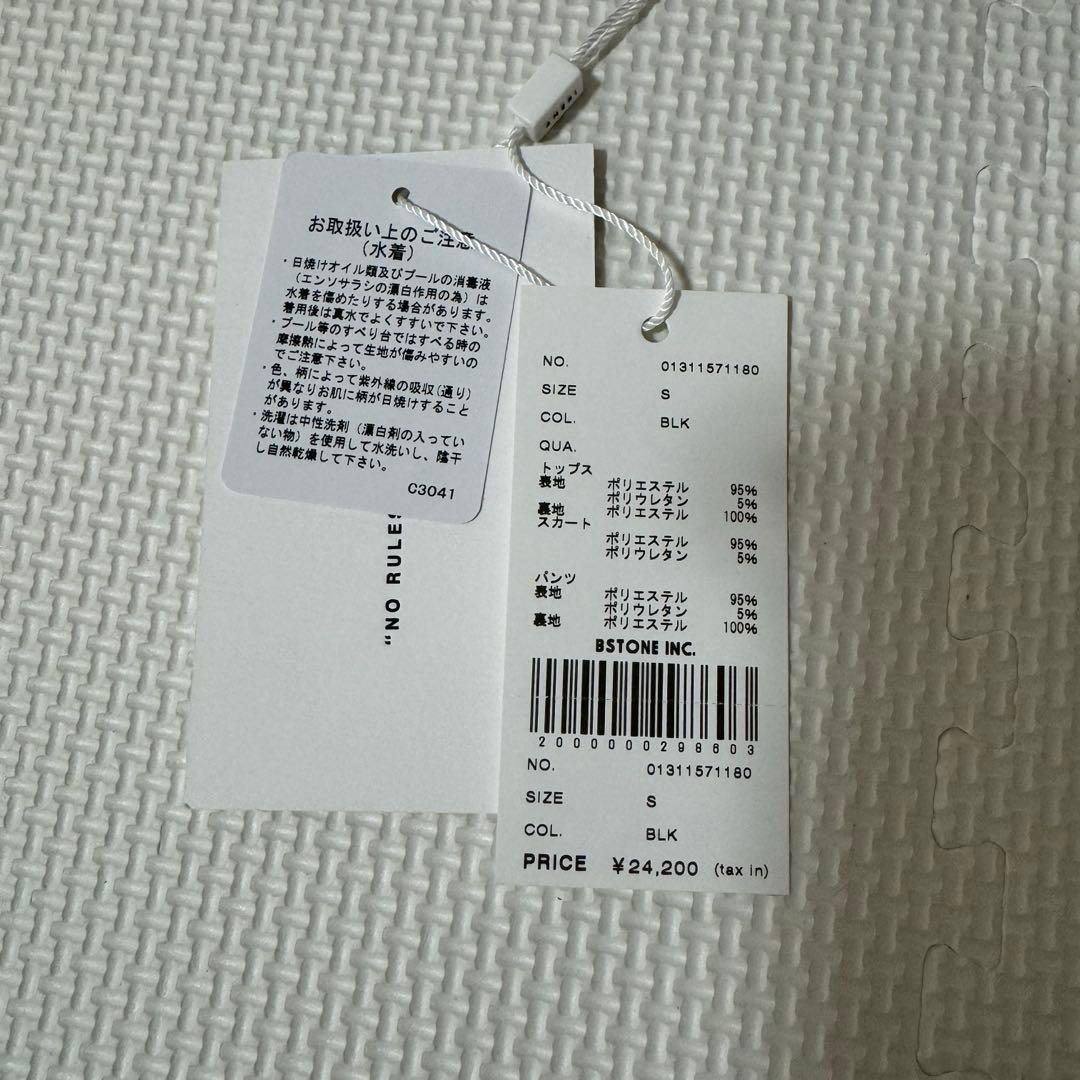 お取扱い上のご注意
（水着）
・日焼けオイル類及びプールの消毒液
（エンソサラシの漂白作用の為）は
水着を傷めたりする場合があります。
着用後は真水でよくすすいで下さい。
・プール等のすべり台ではすべる時の
摩擦熱によって生地が傷みやすいの
でご注意下さい。
・色、柄によって紫外線の吸収(通り)
が異なりお肌に柄が日焼けすること
があります。
・洗濯は中性洗剤（漂白剤の入ってい
ない物）を使用して水洗いし、陰干
し自然乾燥して下さい。
C3041
“NO RULES
NO. 01311571180
SIZE S
COL. BLK
QUA.
トップス
表地 ポリエステル 95%
ポリウレタン 5%
裏地 ポリエステル 100%
スカート
ポリエステル 95%
ポリウレタン 5%
パンツ
表地 ポリエステル 95%
ポリウレタン 5%
裏地 ポリエステル 100%
BSTONE INC.
2000000298603
NO. 01311571180
SIZE S
COL. BLK
PRICE ¥24,200 (tax in)